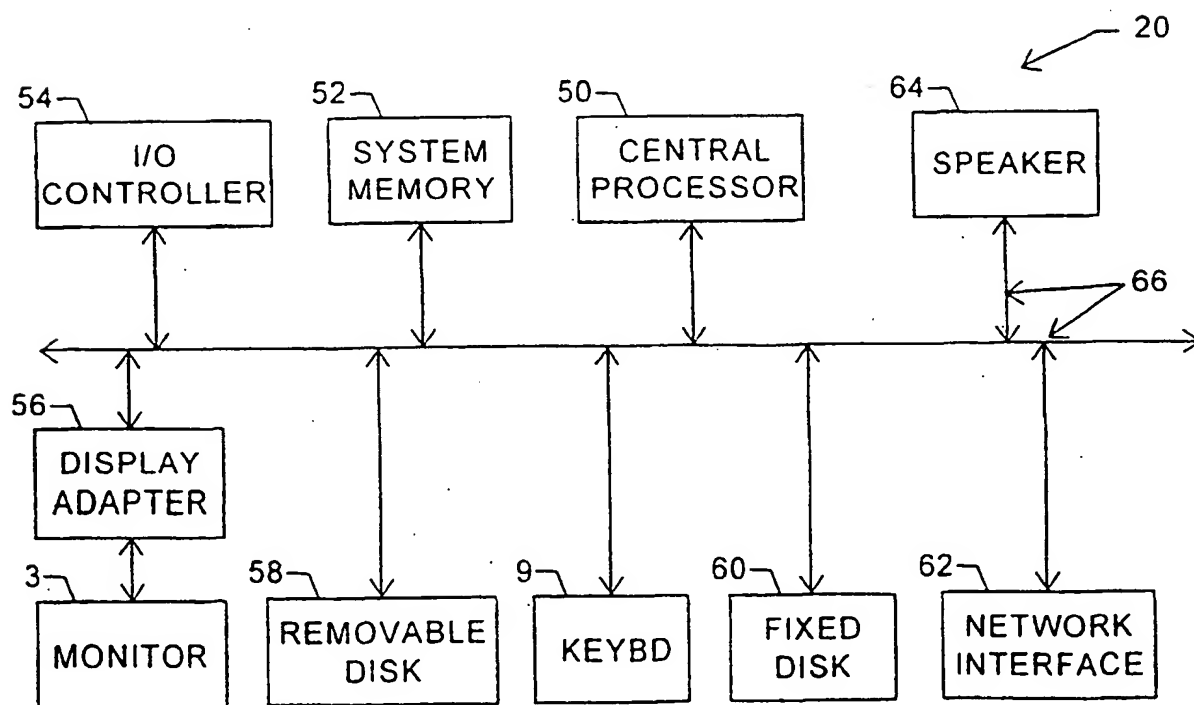 20
54
I/O
CONTROLLER
52
SYSTEM
MEMORY
50
CENTRAL
PROCESSOR
64
SPEAKER
66
56
DISPLAY
ADAPTER
3
MONITOR
58
REMOVABLE
DISK
9
KEYBD
60
FIXED
DISK
62
NETWORK
INTERFACE